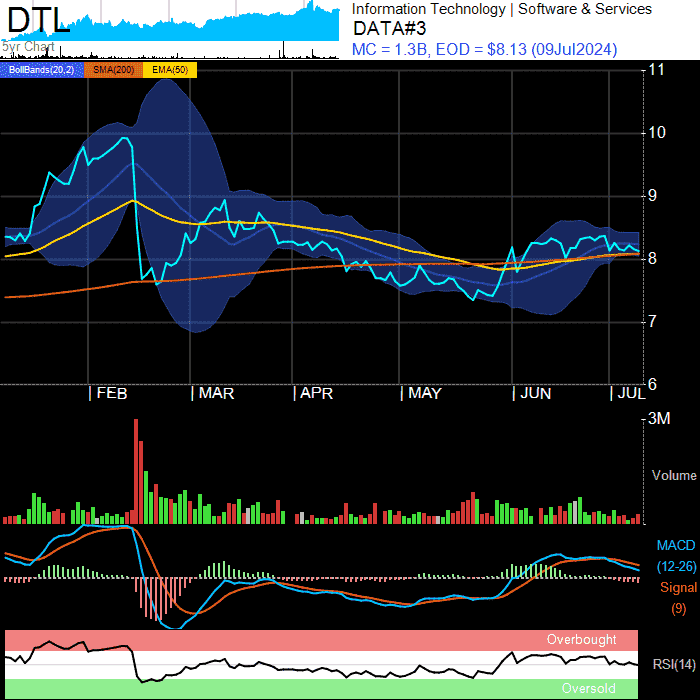 DTL
5yr Chart
Information Technology | Software & Services
DATA#3
MC = 1.3B, EOD = $8.13 (09Jul2024)
BollBands(20,2) SMA(200) EMA(50)
11
10
9
8
7
6
| FEB | MAR | APR | MAY | JUN | JUL
3M
Volume
MACD
(12-26)
Signal
(9)
Overbought
RSI(14)
Oversold